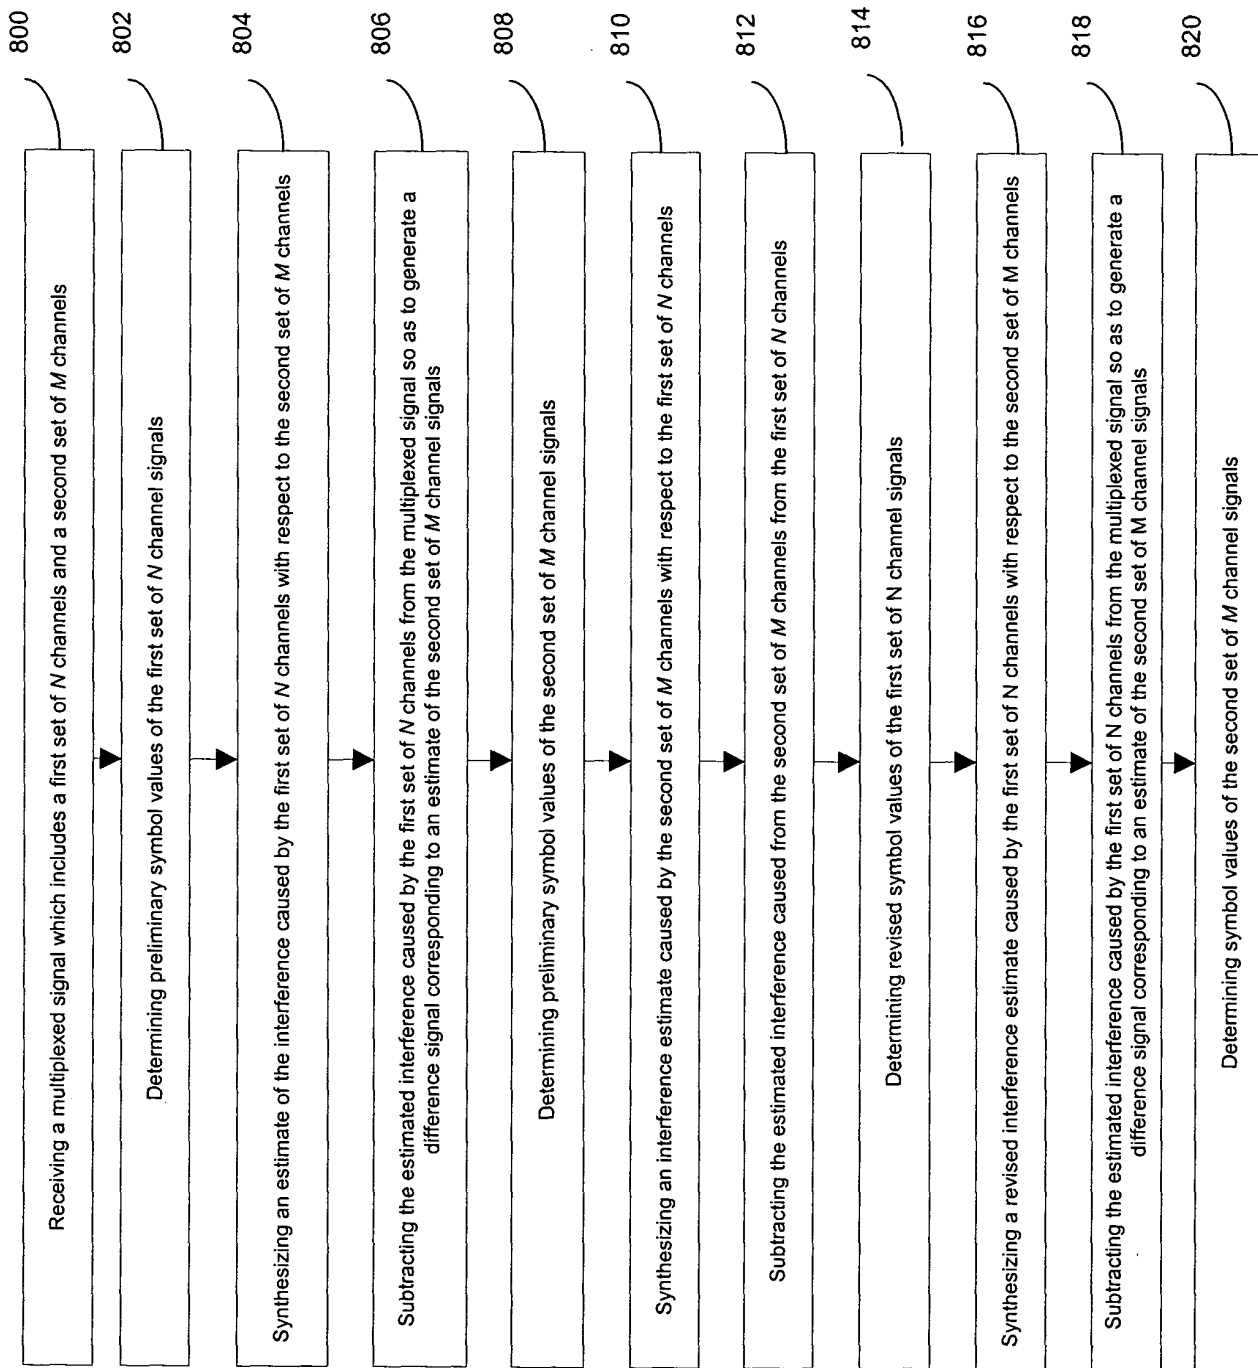 800
Receiving a multiplexed signal which includes a first set of N channels and a second set of M channels
802
Determining preliminary symbol values of the first set of N channel signals
804
Synthesizing an estimate of the interference caused by the first set of N channels with respect to the second set of M channels
806
Subtracting the estimated interference caused by the first set of N channels from the multiplexed signal so as to generate a
difference signal corresponding to an estimate of the second set of M channel signals
808
Determining preliminary symbol values of the second set of M channel signals
810
Synthesizing an interference estimate caused by the second set of M channels with respect to the first set of N channels
812
Subtracting the estimated interference caused from the second set of M channels from the first set of N channels
814
Determining revised symbol values of the first set of N channel signals
816
Synthesizing a revised interference estimate caused by the first set of N channels with respect to the second set of M channels
818
Subtracting the estimated interference caused by the first set of N channels from the multiplexed signal so as to generate a
difference signal corresponding to an estimate of the second set of M channel signals
820
Determining symbol values of the second set of M channel signals